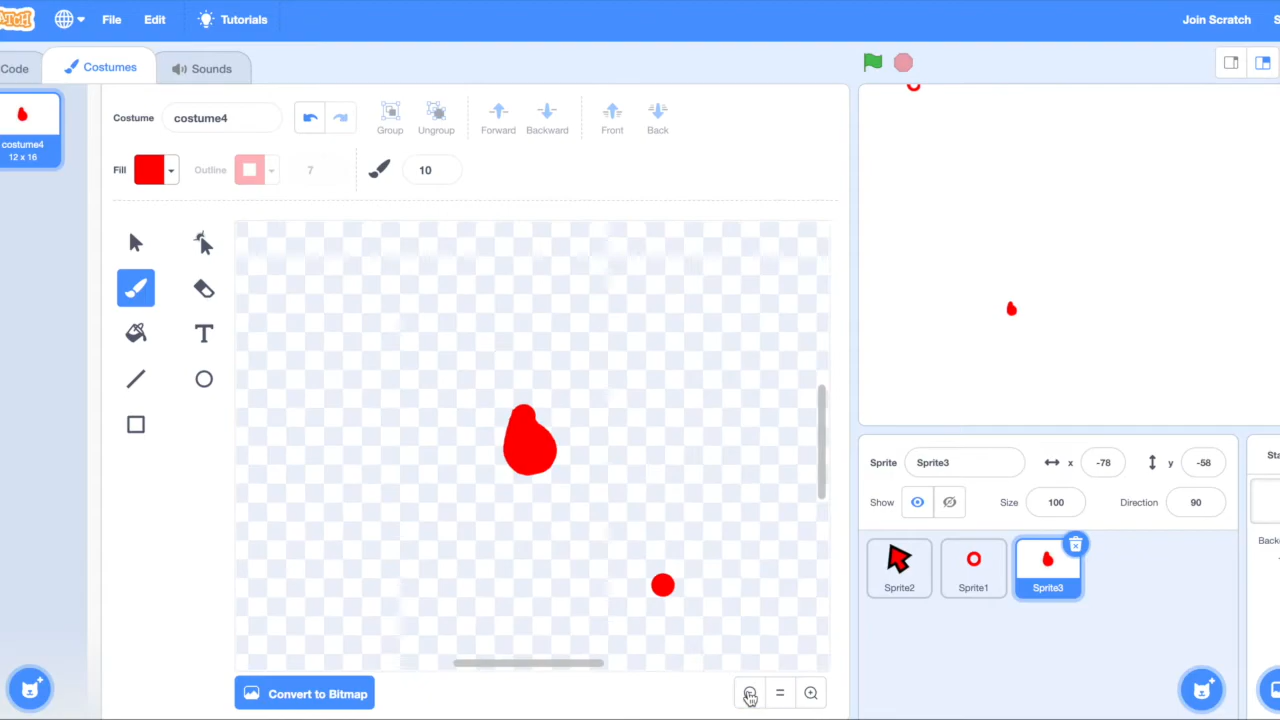 File Edit Tutorials Join Scratch
Code Costumes Sounds
Costume costume4 Group Ungroup Forward Backward Front Back
costume4
12 x 16
Fill Outline 7 10
T
Sprite Sprite3 x -78 y -58
Show Size 100 Direction 90
Sprite2 Sprite1 Sprite3
Convert to Bitmap